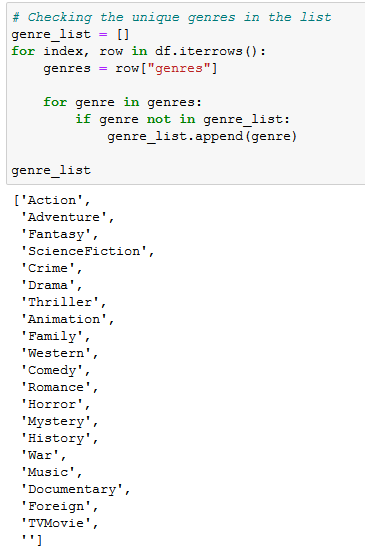 # Checking the unique genres in the list
genre_list = []
for index, row in df.iterrows():
    genres = row["genres"]

    for genre in genres:
        if genre not in genre_list:
            genre_list.append(genre)

genre_list
['Action',
 'Adventure',
 'Fantasy',
 'ScienceFiction',
 'Crime',
 'Drama',
 'Thriller',
 'Animation',
 'Family',
 'Western',
 'Comedy',
 'Romance',
 'Horror',
 'Mystery',
 'History',
 'War',
 'Music',
 'Documentary',
 'Foreign',
 'TVMovie',
 '']